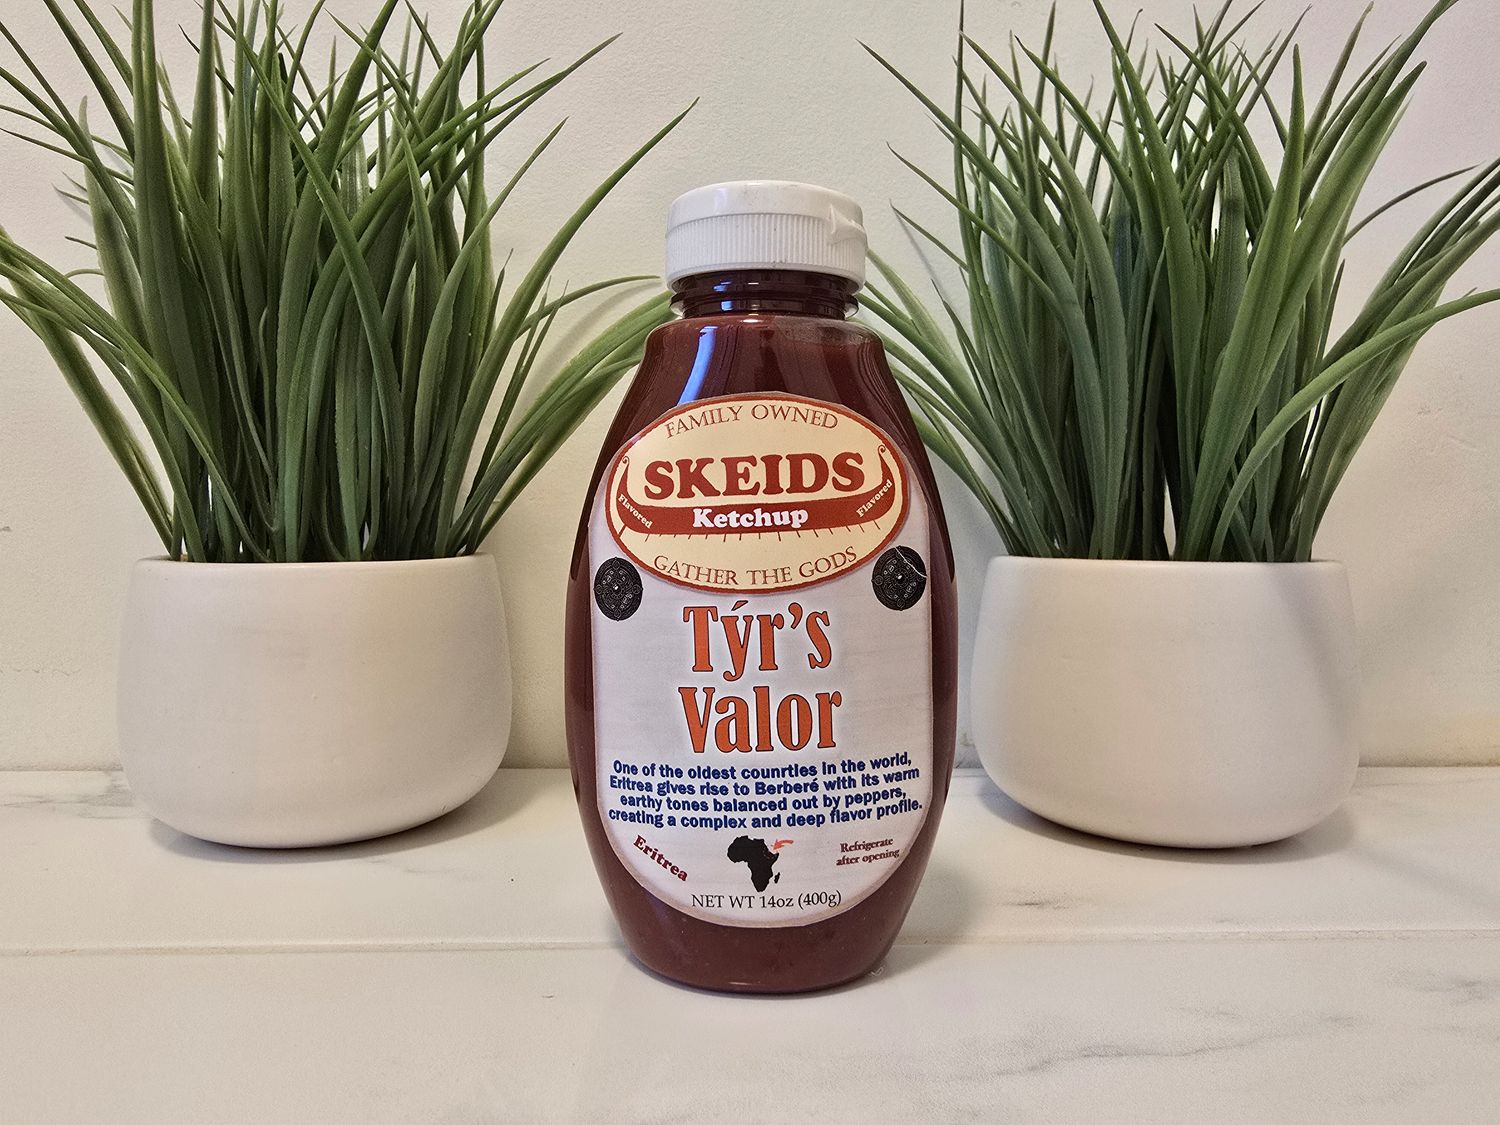 FAMILY OWNED
SKEIDS
Flavored
Ketchup
Flavored
GATHER THE GODS
Týr's
Valor
One of the oldest counrties in the world,
Eritrea gives rise to Berberé with its warm
earthy tones balanced out by peppers,
creating a complex and deep flavor profile.
Eritrea
Refrigerate
after opening
NET WT 14oz (400g)